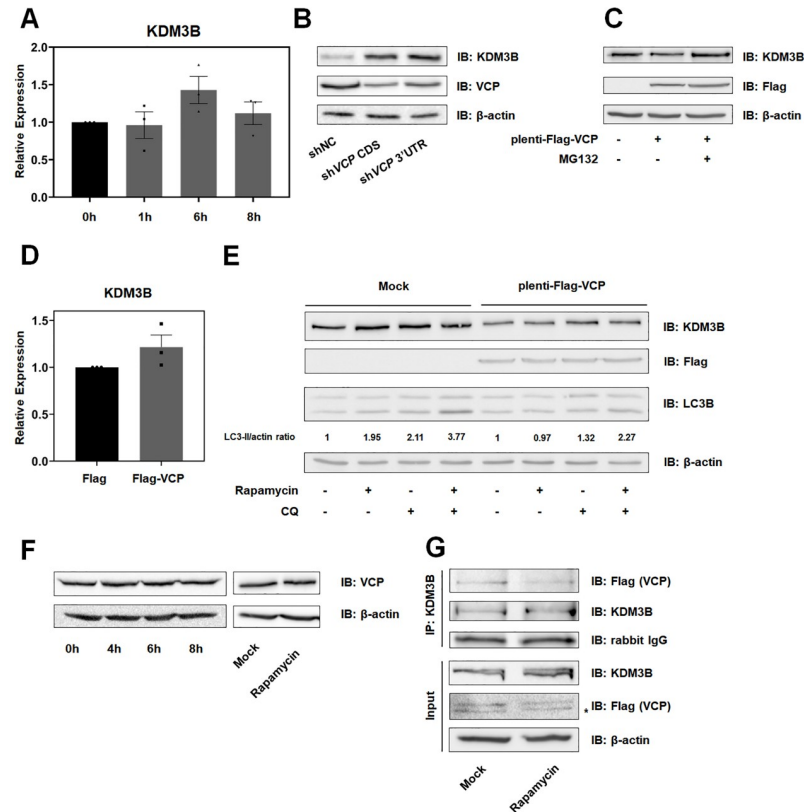 A
KDM3B
Relative Expression
2.0
1.5
1.0
0.5
0.0
0h 1h 6h 8h
B
IB: KDM3B
IB: VCP
IB: β-actin
shNC
shVCP CDS
shVCP 3'UTR
C
IB: KDM3B
IB: Flag
IB: β-actin
plenti-Flag-VCP - + +
MG132 +
D
KDM3B
Relative Expression
1.5
1.0
0.5
0.0
Flag Flag-VCP
E
Mock plenti-Flag-VCP
IB: KDM3B
IB: Flag
IB: LC3B
LC3-II/actin ratio 1 1.95 2.11 3.77 1 0.97 1.32 2.27
IB: β-actin
Rapamycin - + - + - + - +
CQ - - + + - - + +
F
IB: VCP
IB: β-actin
0h 4h 6h 8h
Mock
Rapamycin
G
IP: KDM3B
IB: Flag (VCP)
IB: KDM3B
IB: rabbit IgG
Input
IB: KDM3B
IB: Flag (VCP)
*
IB: β-actin
Mock
Rapamycin